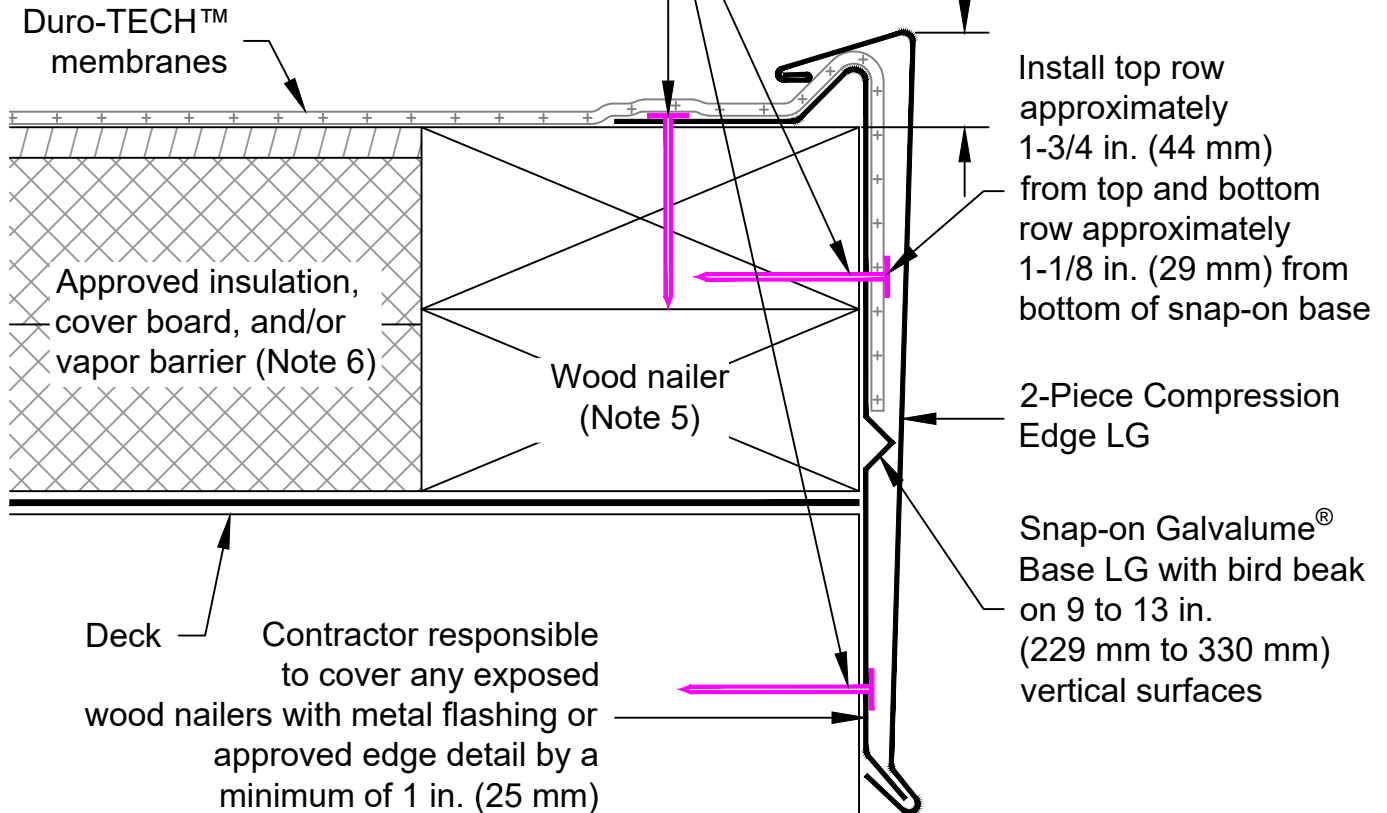 Duro-TECH™
membranes
Install top row
approximately
1-3/4 in. (44 mm)
from top and bottom
row approximately
1-1/8 in. (29 mm) from
bottom of snap-on base
Approved insulation,
cover board, and/or
vapor barrier (Note 6)
Wood nailer
(Note 5)
2-Piece Compression
Edge LG
Snap-on Galvalume®
Base LG with bird beak
on 9 to 13 in.
(229 mm to 330 mm)
vertical surfaces
Deck
Contractor responsible
to cover any exposed
wood nailers with metal flashing or
approved edge detail by a
minimum of 1 in. (25 mm)